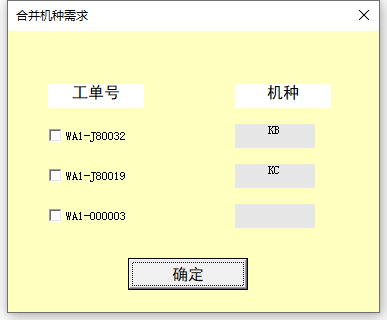 合并机种需求
工单号 机种
WA1-J80032 KB
WA1-J80019 KC
WA1-000003
确定